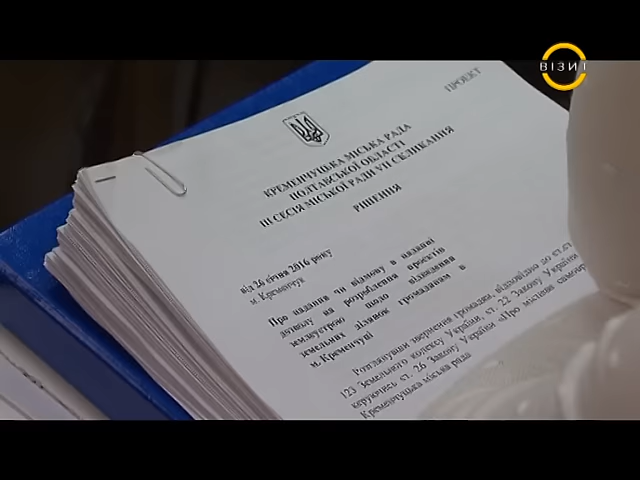 ВІЗИТ
ПРОЕКТ
КРЕМЕНЧУЦЬКА МІСЬКА РАДА
ПОЛТАВСЬКОЇ ОБЛАСТІ
ІІІ СЕСІЯ МІСЬКОЇ РАДИ VII СКЛИКАННЯ
РІШЕННЯ
від 26 січня 2016 року
м. Кременчук
Про надання чи відмову в наданні
дозволу на розроблення проектів
землеустрою щодо відведення
земельних ділянок громадянам в
м. Кременчуці
Розглянувши звернення громадян, відповідно до ст.ст.
123 Земельного кодексу України, ст. 22, Закону України
керуючись ст. 26 Закону України «Про місцеве самовр
Кременчуцька міська рада